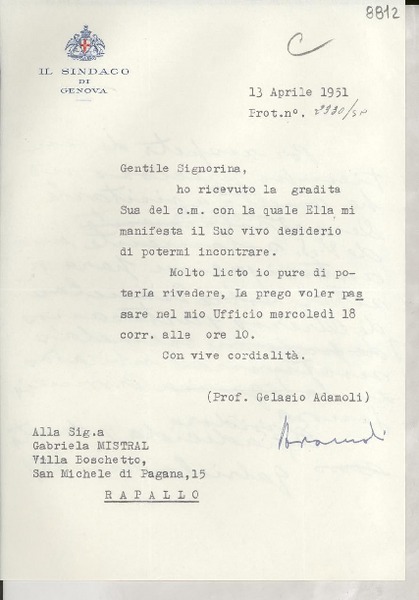 8812
C
IL SINDACO
DI
GENOVA
13 Aprile 1951
Prot.nº. 2330/SP
Gentile Signorina,
ho ricevuto la gradita
Sua del c.m. con la quale Ella mi
manifesta il Suo vivo desiderio
di potermi incontrare.
Molto lieto io pure di po-
terLa rivedere, La prego voler pas
sare nel mio Ufficio mercoledì 18
corr. alle ore 10.
Con vive cordialità.
(Prof. Gelasio Adamoli)
Alla Sig.a
Gabriela MISTRAL
Villa Boschetto,
San Michele di Pagana,15
RAPALLO